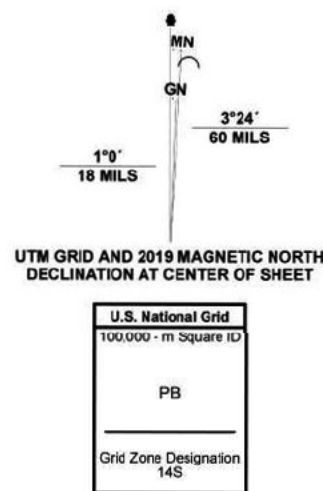 MN
GN
3°24´
60 MILS
1°0´
18 MILS
UTM GRID AND 2019 MAGNETIC NORTH
DECLINATION AT CENTER OF SHEET
U.S. National Grid
100,000 - m Square ID
PB
Grid Zone Designation
14S